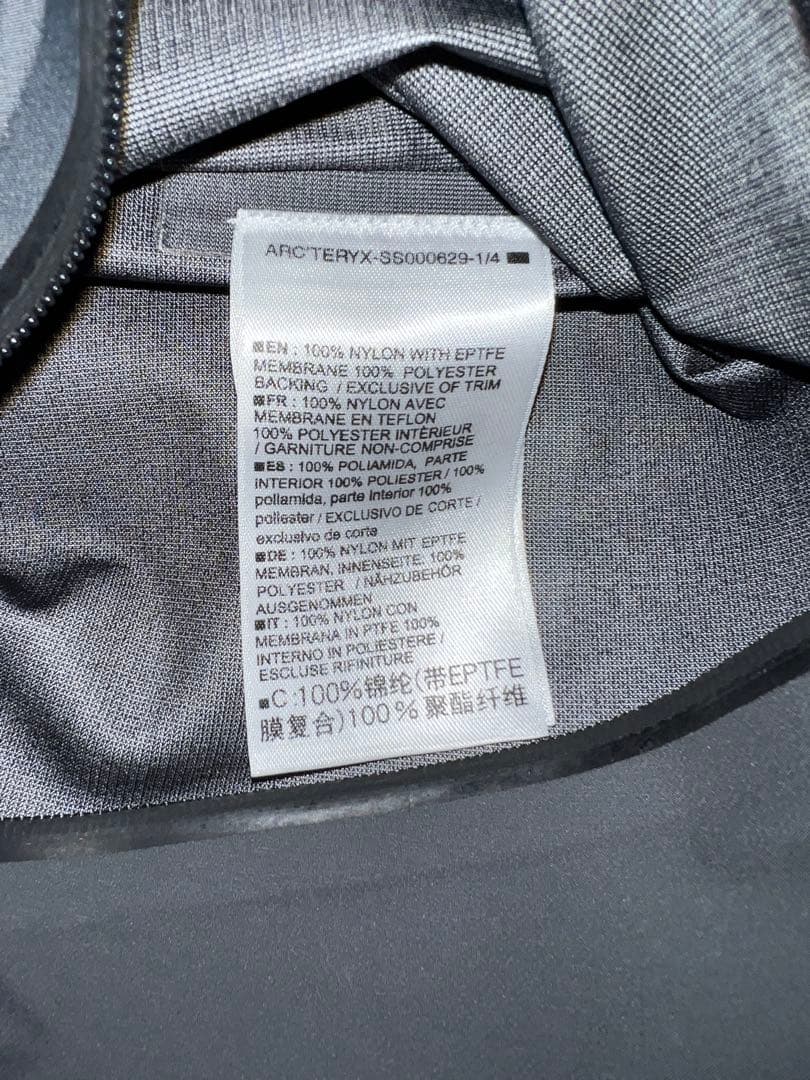 ARC'TERYX-SS000629-1/4
EN : 100% NYLON WITH EPTFE
MEMBRANE 100% POLYESTER
BACKING / EXCLUSIVE OF TRIM
FR : 100% NYLON AVEC
MEMBRANE EN TEFLON
100% POLYESTER INTÉRIEUR
/ GARNITURE NON-COMPRISE
ES : 100% POLIAMIDA, PARTE
INTERIOR 100% POLIESTER / 100%
poliamida, parte Interior 100%
poliester / EXCLUSIVO DE CORTE /
exclusivo de corte
DE : 100% NYLON MIT EPTFE
MEMBRAN, INNENSEITE, 100%
POLYESTER / NÄHZUBEHÖR
AUSGENOMMEN
IT : 100% NYLON CON
MEMBRANA IN PTFE 100%
INTERNO IN POLIESTERE /
ESCLUSE RIFINITURE
C :100%锦纶(带EPTFE
膜复合)100%聚酯纤维